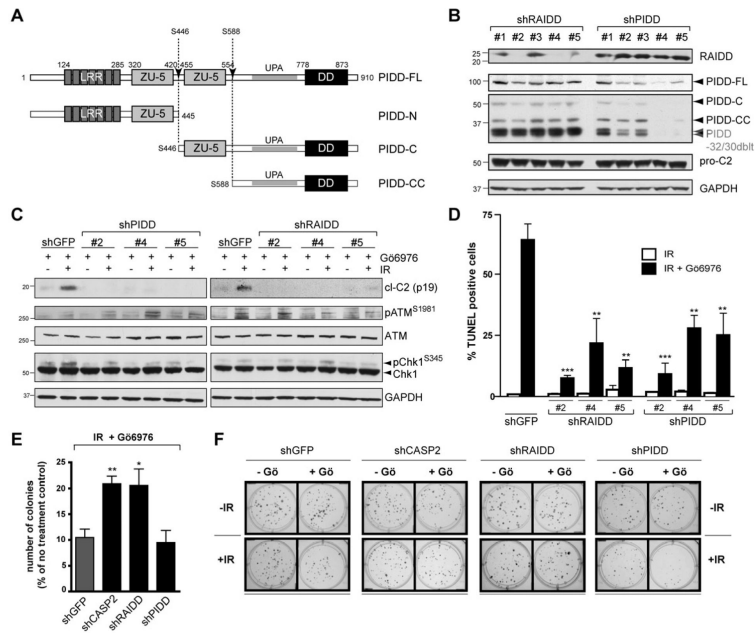 A
S446 S588
124 285 320 420 455 554 778 873
1 LRR ZU-5 ZU-5 UPA DD 910 PIDD-FL
LRR ZU-5 445 PIDD-N
S446 ZU-5 UPA DD PIDD-C
S588 UPA DD PIDD-CC
B
shRAIDD shPIDD
#1 #2 #3 #4 #5 #1 #2 #3 #4 #5
25
20
RAIDD
100
PIDD-FL
50
PIDD-C
37
PIDD-CC
PIDD
-32/30dblt
50
pro-C2
37
GAPDH
C
shPIDD shRAIDD
shGFP #2 #4 #5 shGFP #2 #4 #5
+ + + + + + + + + + + + + + + + Gö6976
- + - + - + - + - + - + - + - + IR
20
cl-C2 (p19)
250
pATM S1981
250
ATM
50
pChk1 S345
Chk1
37
GAPDH
D
% TUNEL positive cells
75
50
25
0
IR
IR + Gö6976
*** ** ** *** ** **
#2 #4 #5 #2 #4 #5
shGFP shRAIDD shPIDD
E
IR + Gö6976
number of colonies
(% of no treatment control)
25
20
15
10
5
0
** *
shGFP shCASP2 shRAIDD shPIDD
F
shGFP shCASP2 shRAIDD shPIDD
- Gö + Gö - Gö + Gö - Gö + Gö - Gö + Gö
-IR -IR
+IR +IR